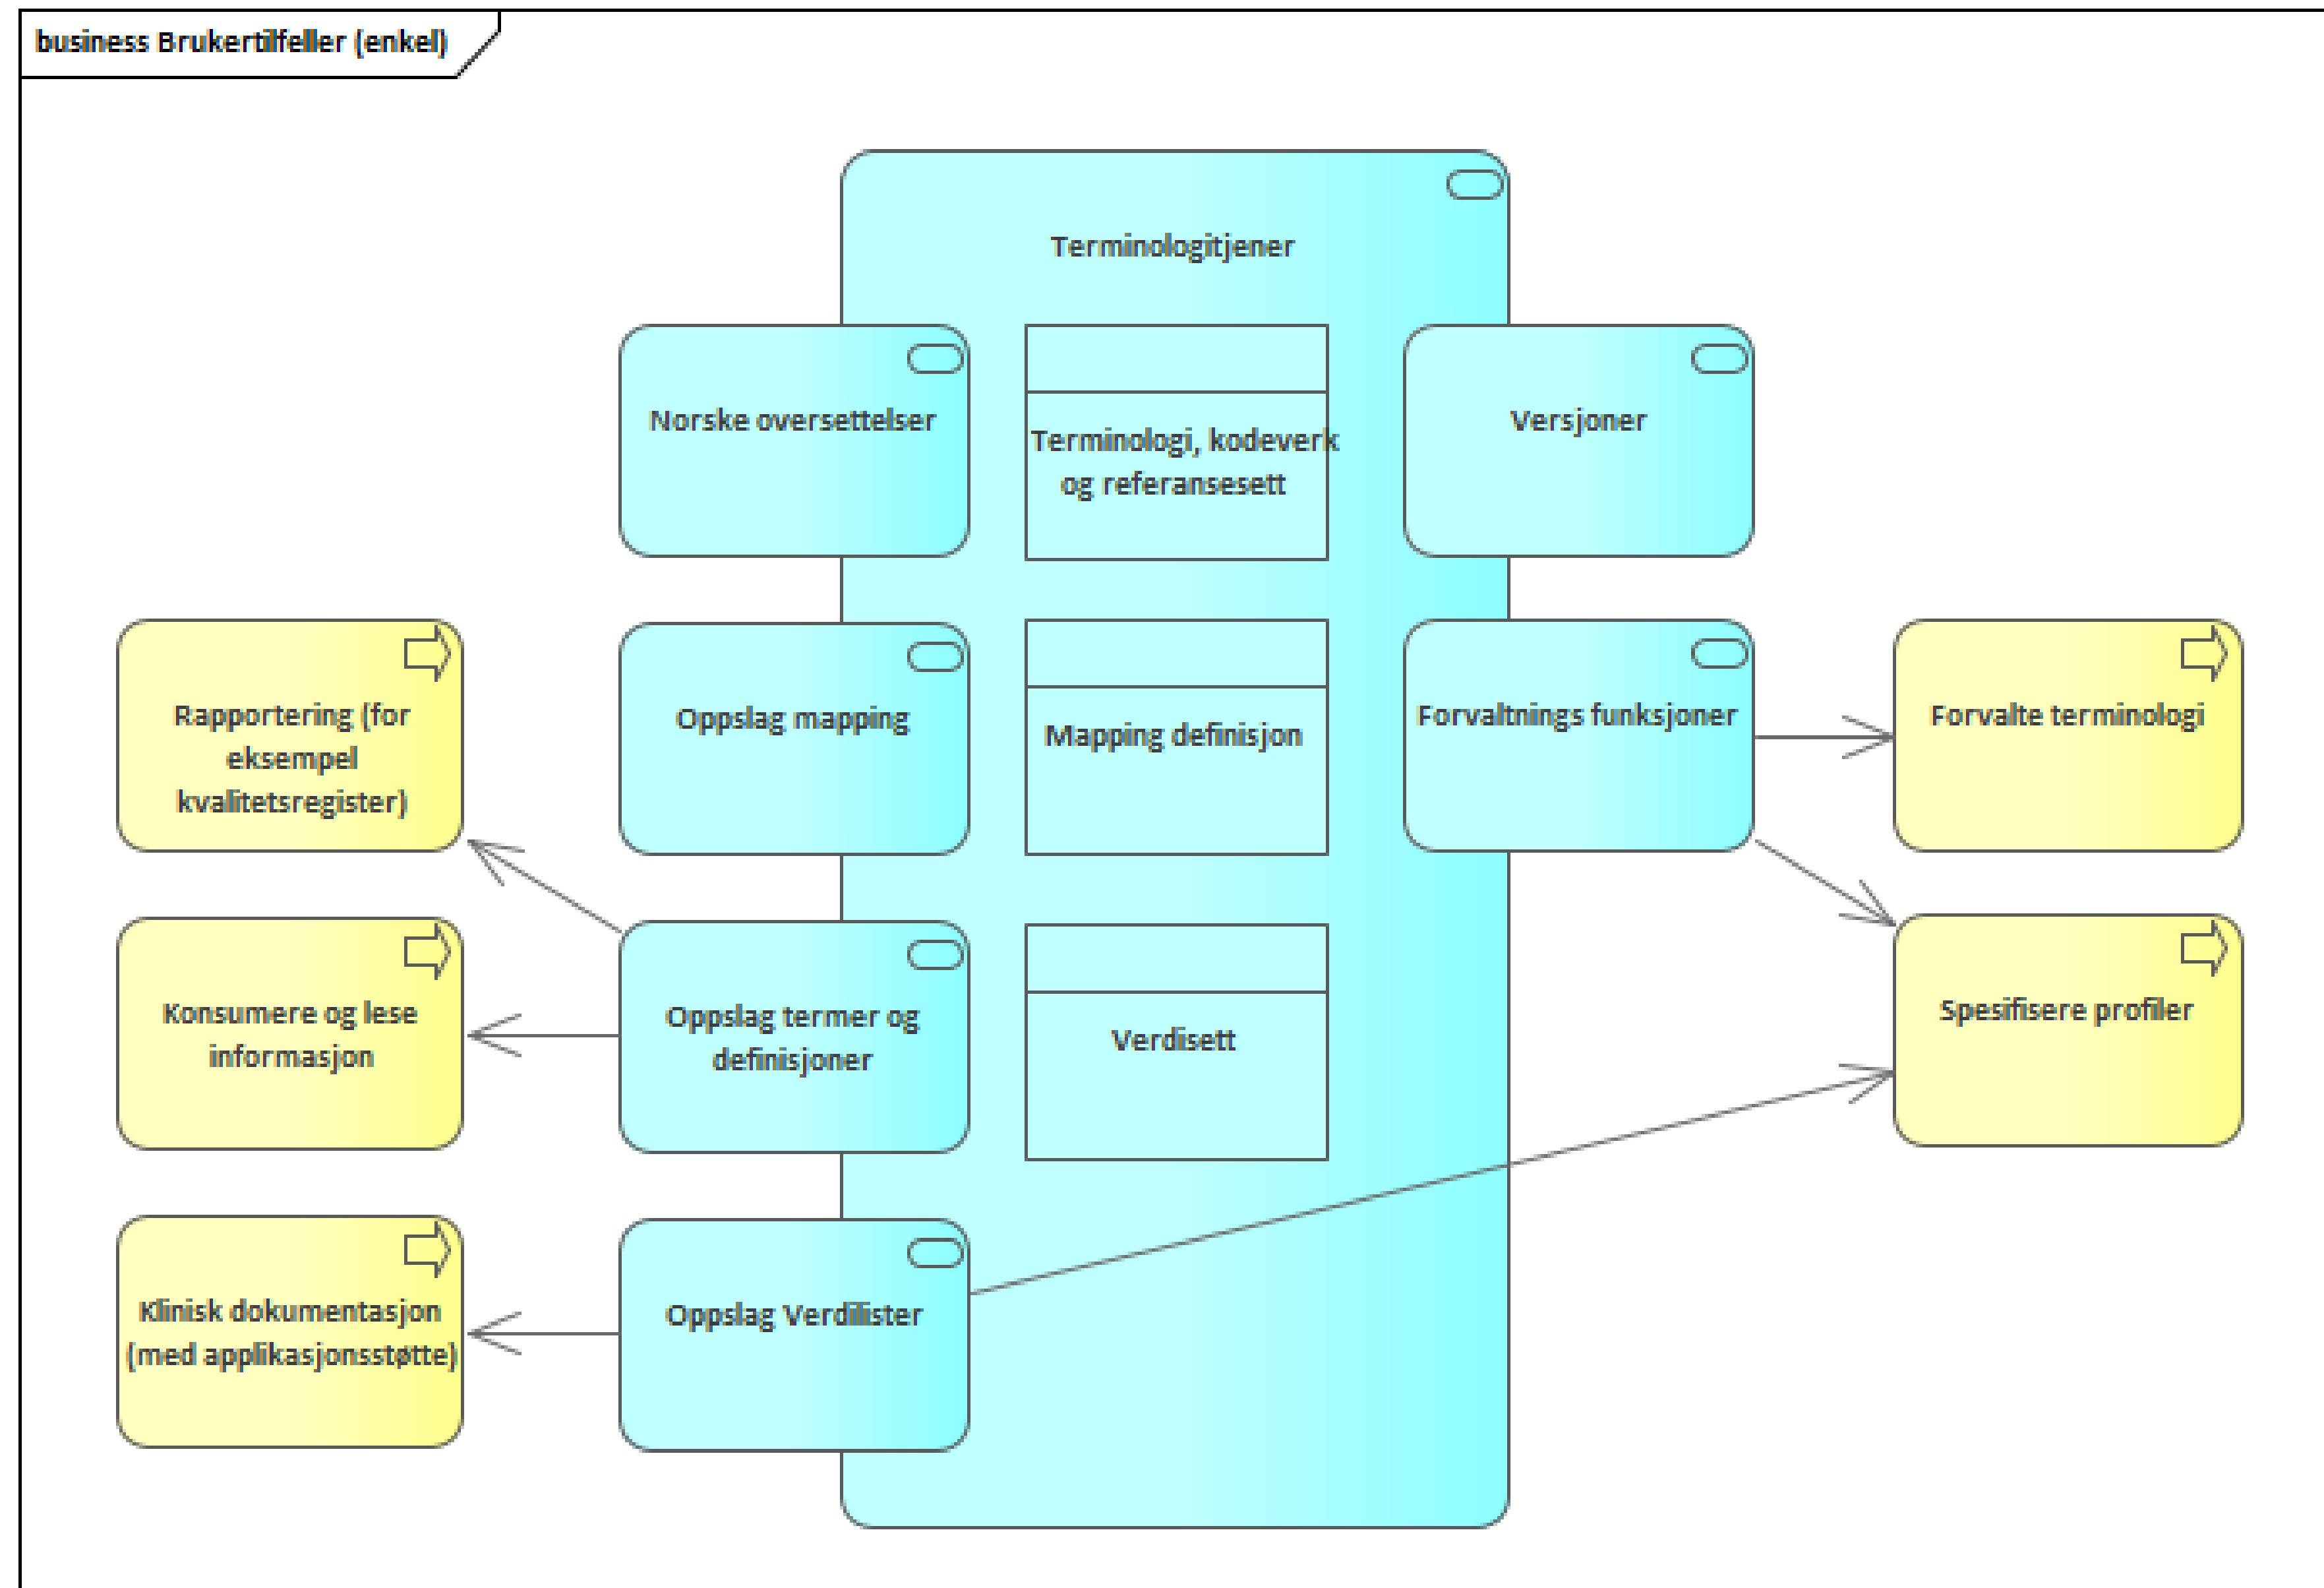 business Brukertilfeller (enkel)
Terminologitjener
Norske oversettelser
Terminologi, kodeverk
og referansesett
Versjoner
Rapportering (for
eksempel
kvalitetsregister)
Oppslag mapping
Mapping definisjon
Forvaltnings funksjoner
Forvalte terminologi
Konsumere og lese
informasjon
Oppslag termer og
definisjoner
Verdisett
Spesifisere profiler
Klinisk dokumentasjon
(med applikasjonsstøtte)
Oppslag Verdilister